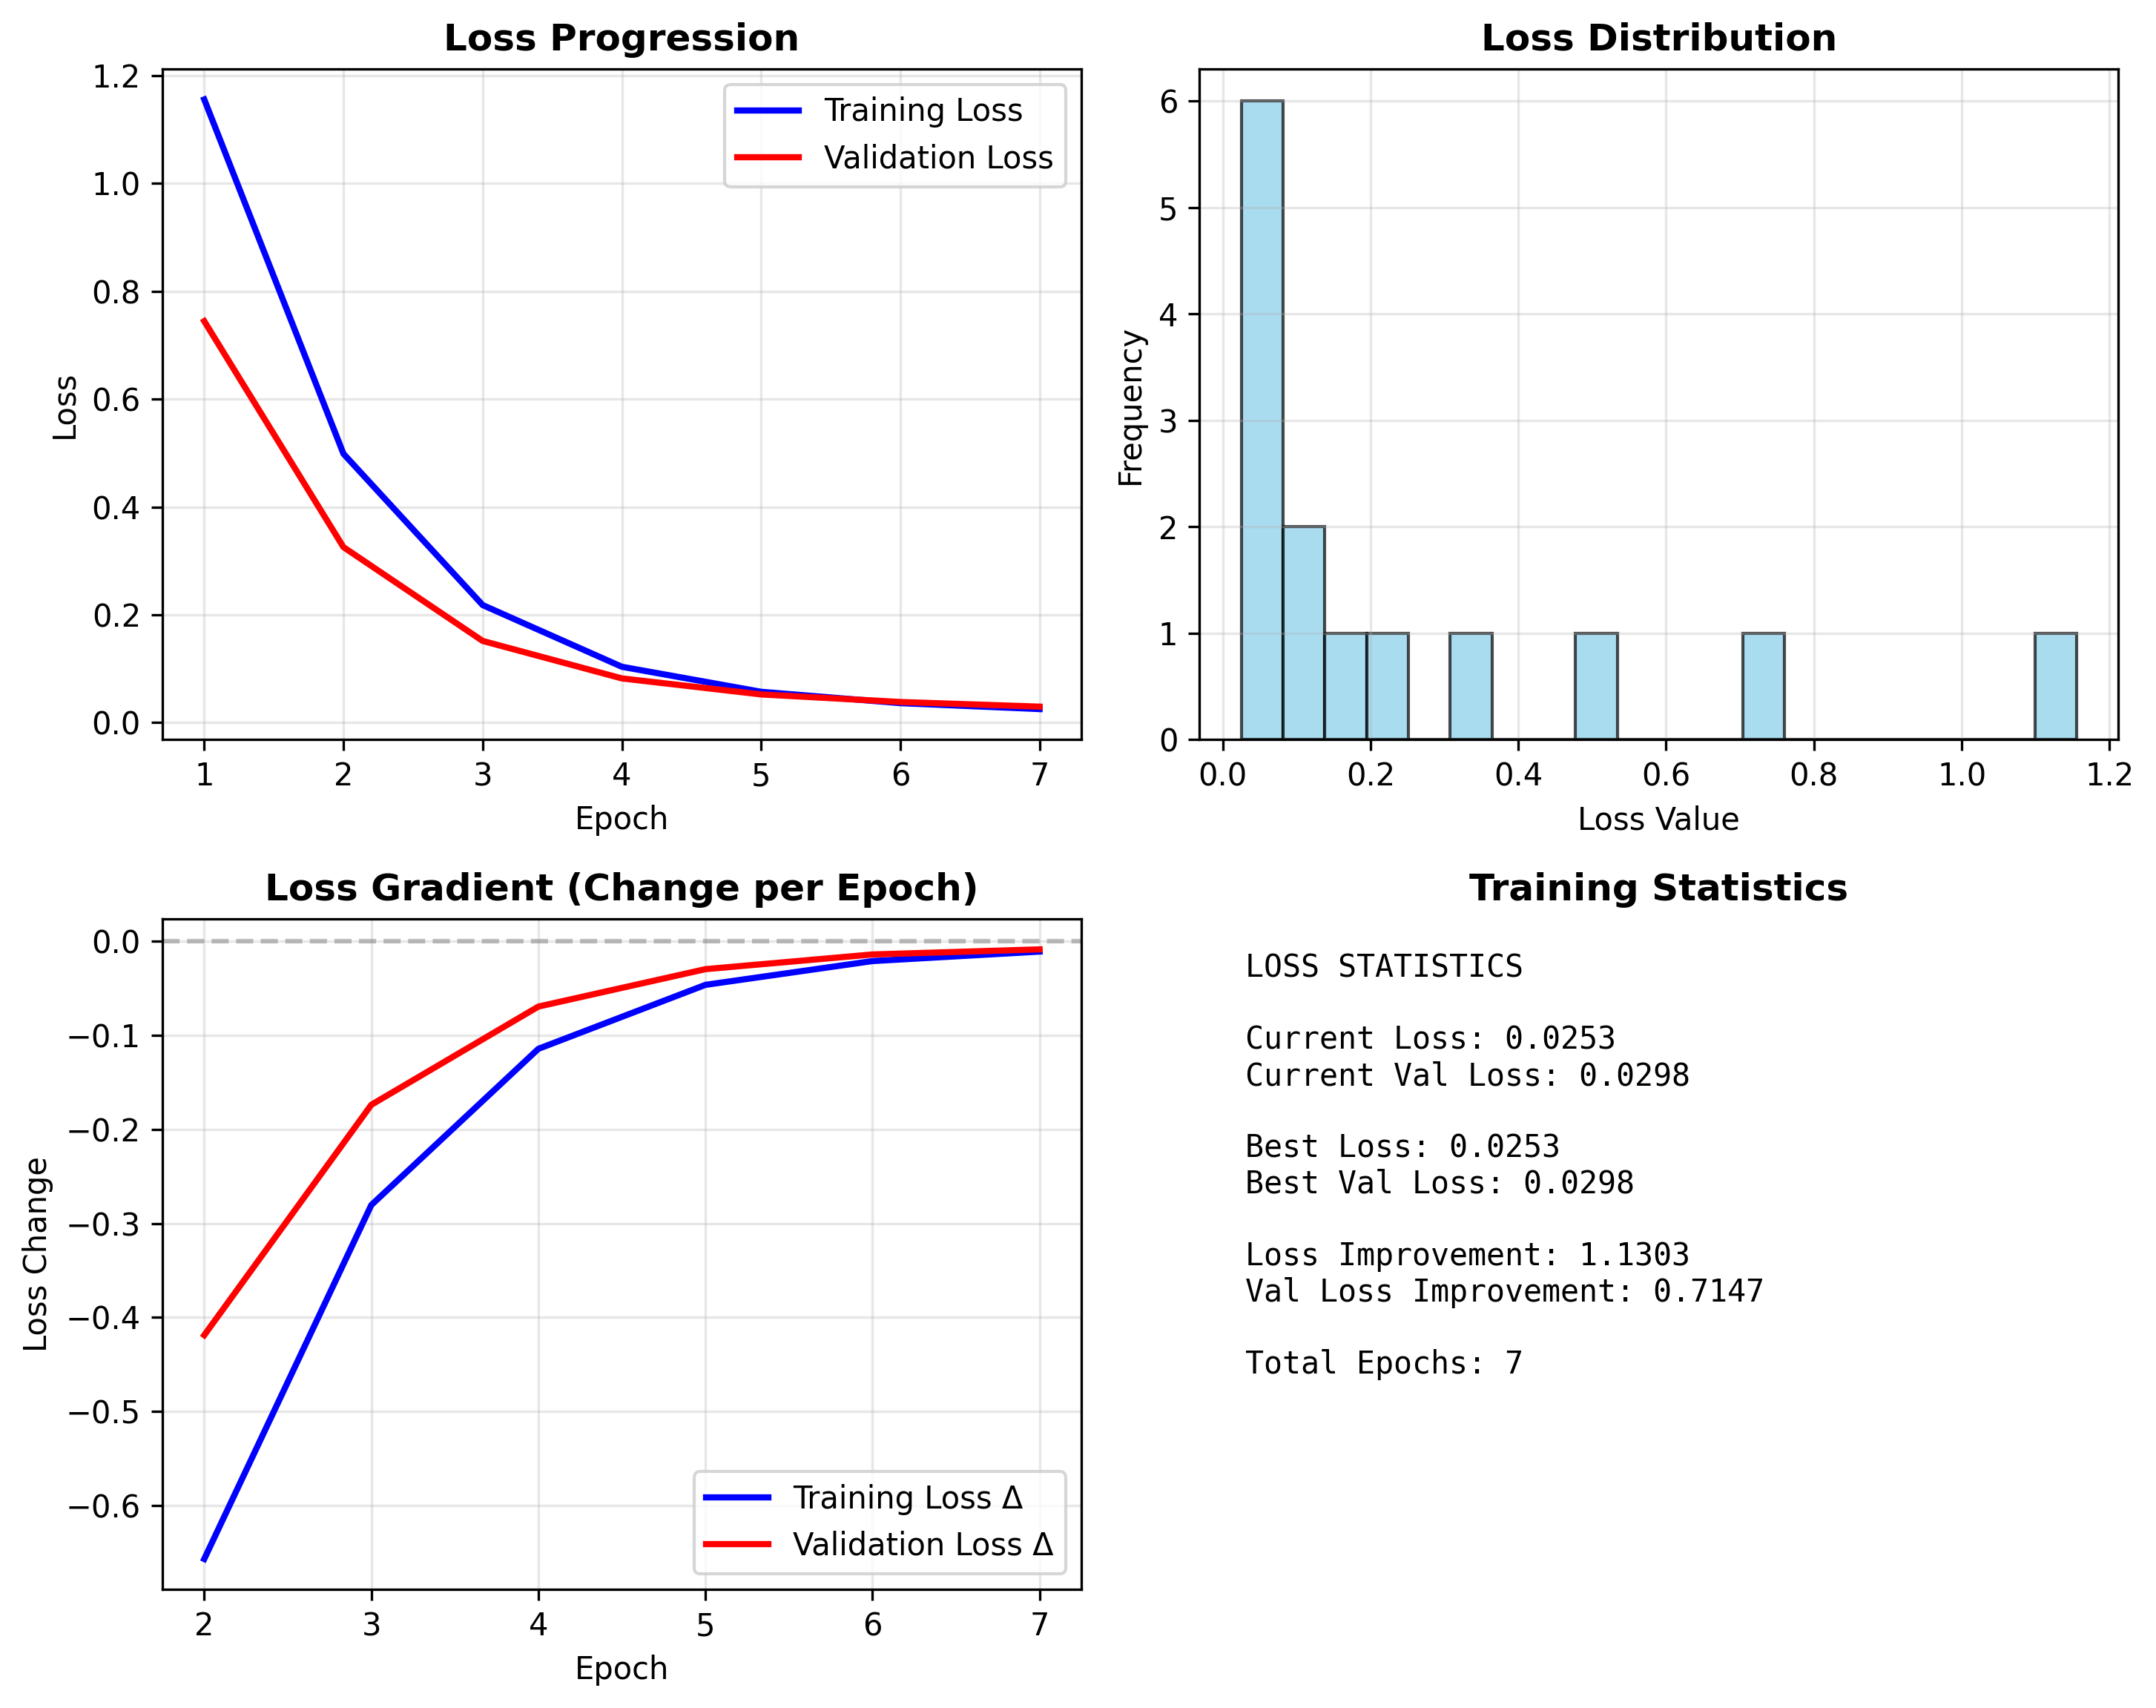 Loss Progression
1.2
1.0
0.8
0.6
0.4
0.2
0.0
Loss
Training Loss
Validation Loss
1 2 3 4 5 6 7
Epoch
Loss Distribution
6
5
4
3
2
1
0
Frequency
0.0 0.2 0.4 0.6 0.8 1.0 1.2
Loss Value
Loss Gradient (Change per Epoch)
0.0
−0.1
−0.2
−0.3
−0.4
−0.5
−0.6
Loss Change
Training Loss Δ
Validation Loss Δ
2 3 4 5 6 7
Epoch
Training Statistics
LOSS STATISTICS
Current Loss: 0.0253
Current Val Loss: 0.0298
Best Loss: 0.0253
Best Val Loss: 0.0298
Loss Improvement: 1.1303
Val Loss Improvement: 0.7147
Total Epochs: 7